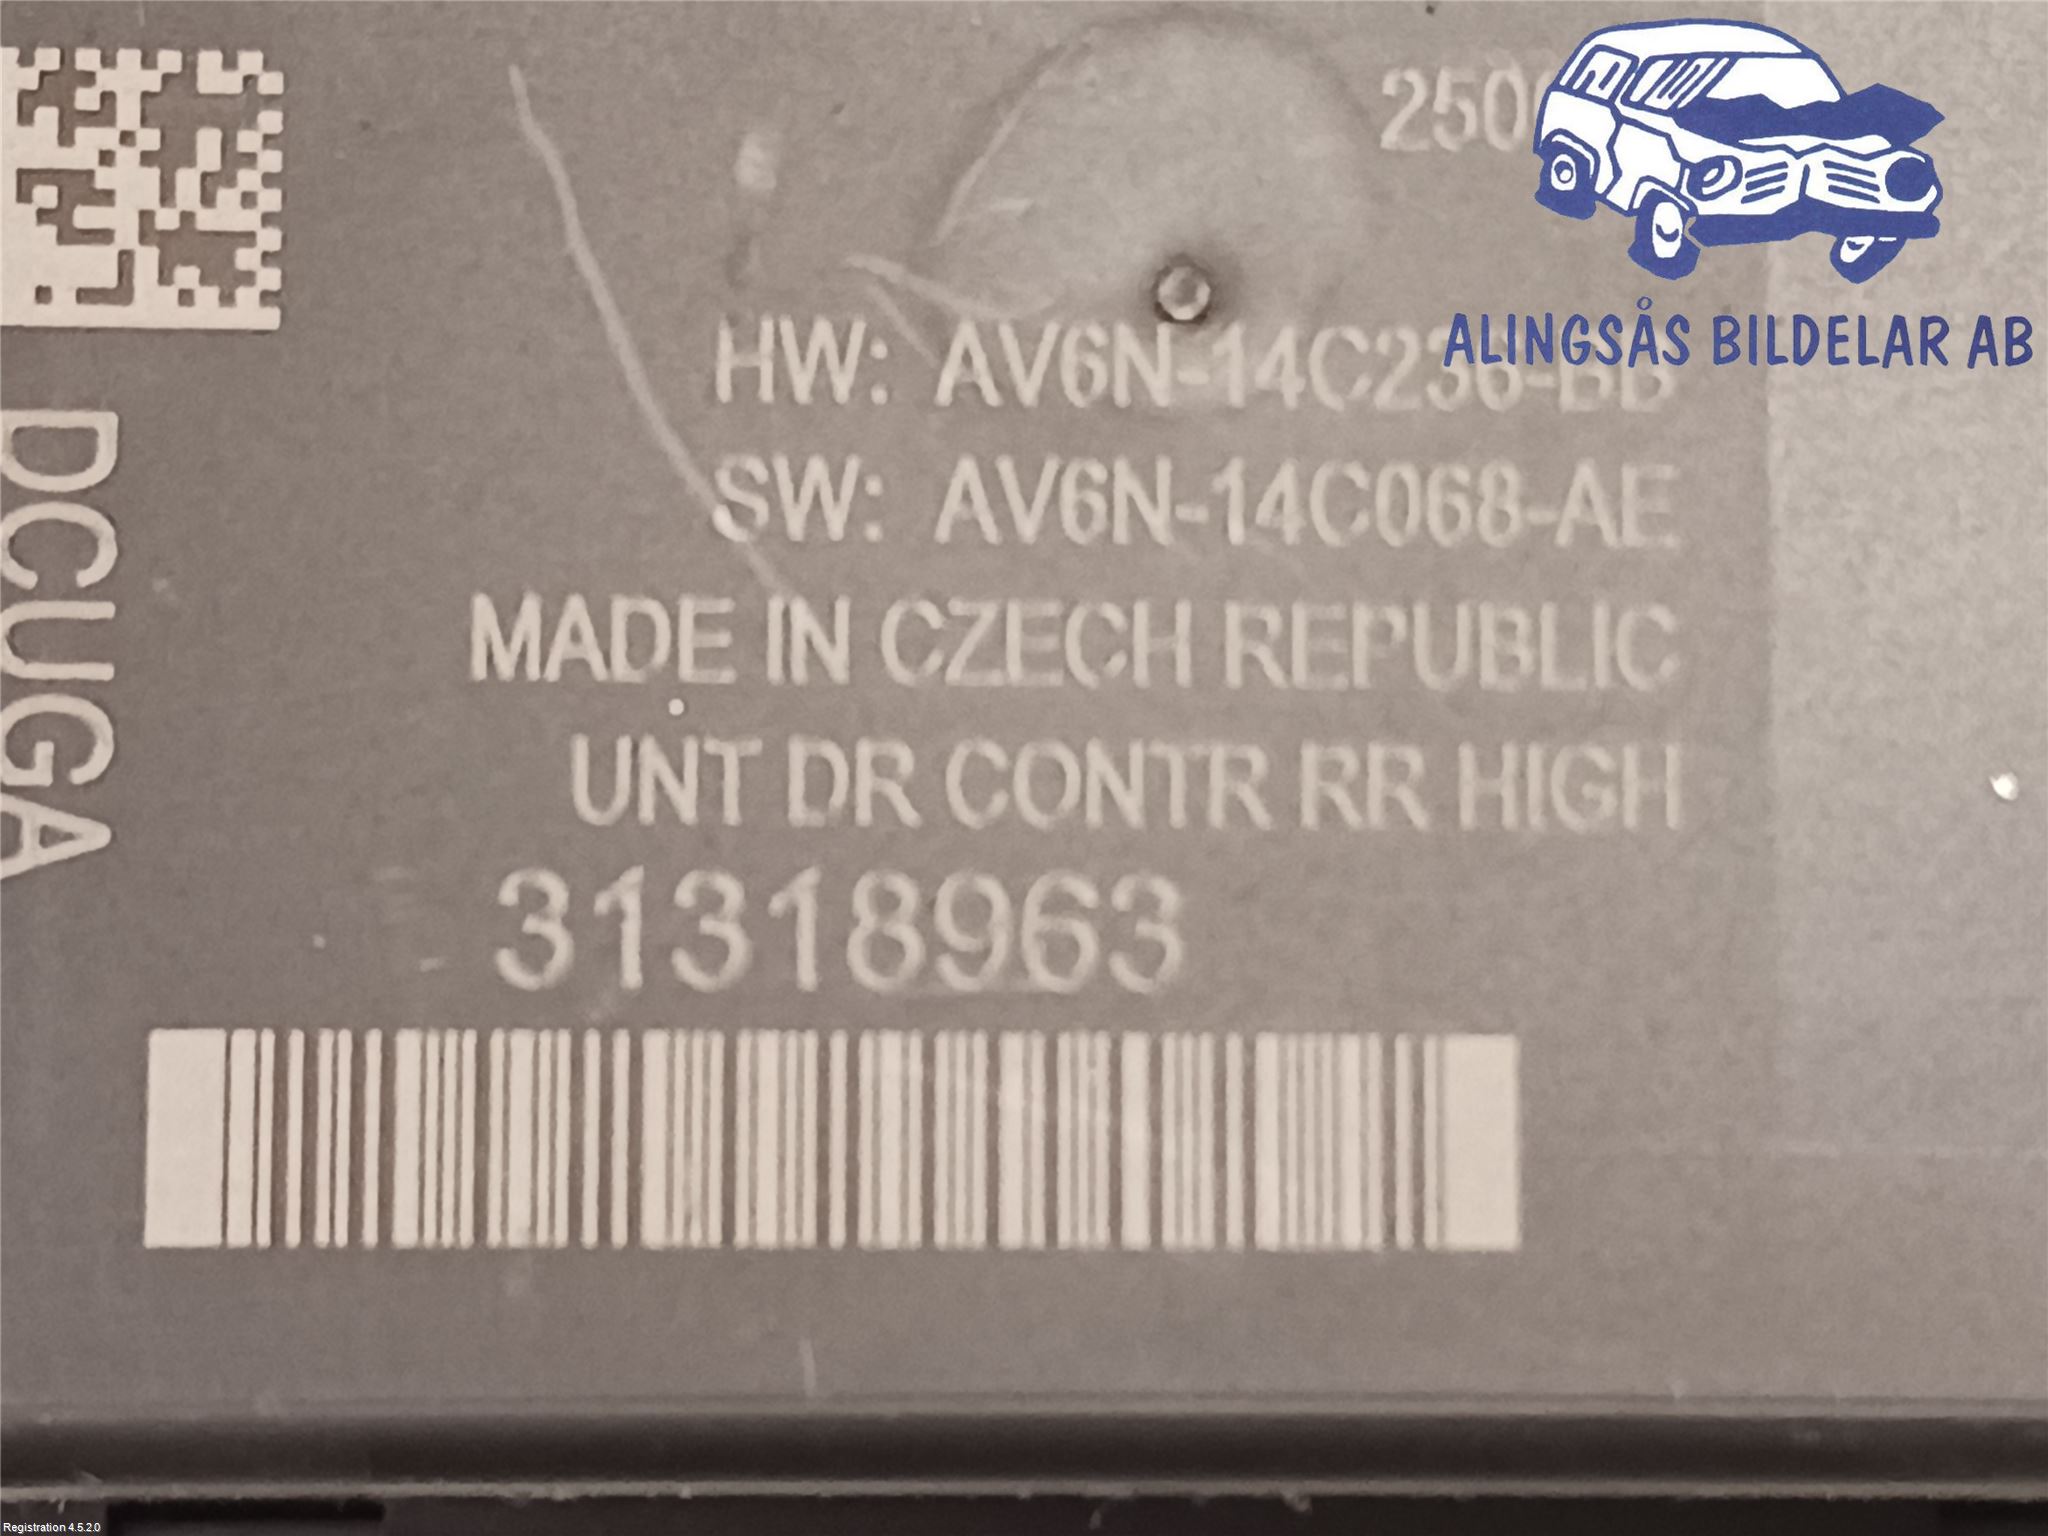 250
ALINGSÅS BILDELAR AB
HW: AV6N-14C236-BB
SW: AV6N-14C068-AE
MADE IN CZECH REPUBLIC
UNT DR CONTR RR HIGH
31318963
DCUGA
Registration 4.5.2.0